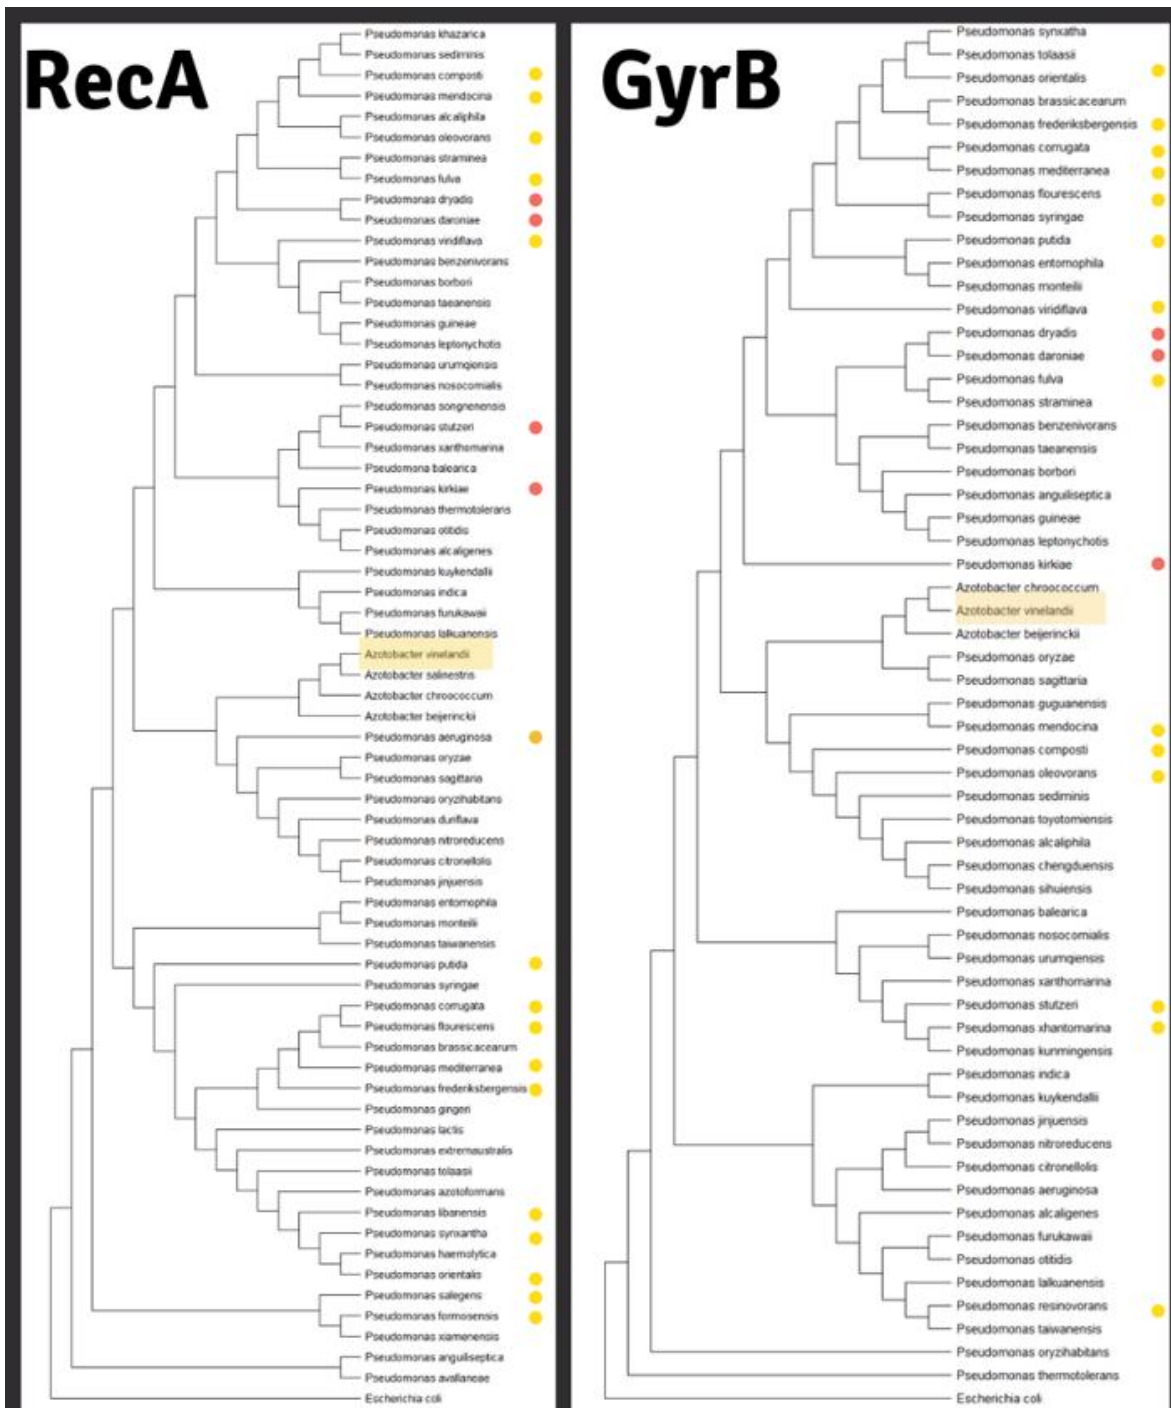 RecA
Pseudomonas khazarica
Pseudomonas sediminis
Pseudomonas composti
Pseudomonas mendocina
Pseudomonas alcaliphila
Pseudomonas oleovorans
Pseudomonas straminea
Pseudomonas fulva
Pseudomonas dryadis
Pseudomonas daroniae
Pseudomonas viridiflava
Pseudomonas benzenivorans
Pseudomonas borbori
Pseudomonas taeanensis
Pseudomonas guineae
Pseudomonas leptonychotis
Pseudomonas urumqiensis
Pseudomonas nosocomialis
Pseudomonas songnenensis
Pseudomonas stutzeri
Pseudomonas xanthomarina
Pseudomona balearica
Pseudomonas kirkiae
Pseudomonas thermotolerans
Pseudomonas otitidis
Pseudomonas alcaligenes
Pseudomonas kuykendallii
Pseudomonas indica
Pseudomonas furukawaii
Pseudomonas lalkuanensis
Azotobacter vinelandii
Azotobacter salinestris
Azotobacter chroococcum
Azotobacter beijerinckii
Pseudomonas aeruginosa
Pseudomonas oryzae
Pseudomonas sagittaria
Pseudomonas oryzihabitans
Pseudomonas duriflava
Pseudomonas nitroreducens
Pseudomonas citronellolis
Pseudomonas jinjuensis
Pseudomonas entomophila
Pseudomonas monteilii
Pseudomonas taiwanensis
Pseudomonas putida
Pseudomonas syringae
Pseudomonas corrugata
Pseudomonas flourescens
Pseudomonas brassicacearum
Pseudomonas mediterranea
Pseudomonas frederiksbergensis
Pseudomonas gingeri
Pseudomonas lactis
Pseudomonas extremaustralis
Pseudomonas tolaasii
Pseudomonas azotoformans
Pseudomonas libanensis
Pseudomonas synxantha
Pseudomonas haemolytica
Pseudomonas orientalis
Pseudomonas salegens
Pseudomonas formosensis
Pseudomonas xiamenensis
Pseudomonas anguiliseptica
Pseudomonas avallaneae
Escherichia coli
GyrB
Pseudomonas synxatha
Pseudomonas tolaasii
Pseudomonas orientalis
Pseudomonas brassicacearum
Pseudomonas frederiksbergensis
Pseudomonas corrugata
Pseudomonas mediterranea
Pseudomonas flourescens
Pseudomonas syringae
Pseudomonas putida
Pseudomonas entomophila
Pseudomonas monteilii
Pseudomonas viridiflava
Pseudomonas dryadis
Pseudomonas daroniae
Pseudomonas fulva
Pseudomonas straminea
Pseudomonas benzenivorans
Pseudomonas taeanensis
Pseudomonas borbori
Pseudomonas anguiliseptica
Pseudomonas guineae
Pseudomonas leptonychotis
Pseudomonas kirkiae
Azotobacter chroococcum
Azotobacter vinelandii
Azotobacter beijerinckii
Pseudomonas oryzae
Pseudomonas sagittaria
Pseudomonas guguanensis
Pseudomonas mendocina
Pseudomonas composti
Pseudomonas oleovorans
Pseudomonas sediminis
Pseudomonas toyotomiensis
Pseudomonas alcaliphila
Pseudomonas chengduensis
Pseudomonas sihuiensis
Pseudomonas balearica
Pseudomonas nosocomialis
Pseudomonas urumqiensis
Pseudomonas xanthomarina
Pseudomonas stutzeri
Pseudomonas xhantomarina
Pseudomonas kunmingensis
Pseudomonas indica
Pseudomonas kuykendallii
Pseudomonas jinjuensis
Pseudomonas nitroreducens
Pseudomonas citronellolis
Pseudomonas aeruginosa
Pseudomonas alcaligenes
Pseudomonas furukawaii
Pseudomonas otitidis
Pseudomonas lalkuanensis
Pseudomonas resinovorans
Pseudomonas taiwanensis
Pseudomonas oryzihabitans
Pseudomonas thermotolerans
Escherichia coli